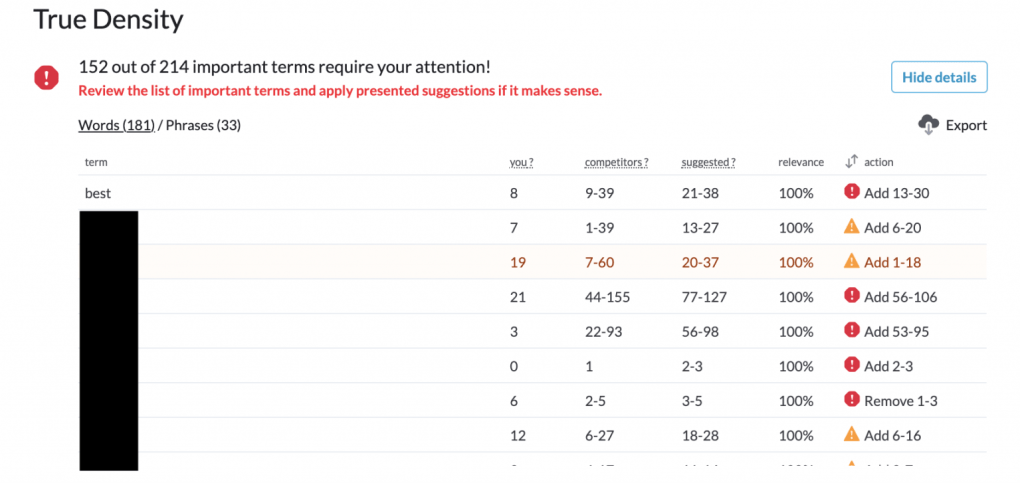 True Density
152 out of 214 important terms require your attention!
Review the list of important terms and apply presented suggestions if it makes sense.
Hide details
Words (181) / Phrases (33)
Export
term you ? competitors ? suggested ? relevance action
best 8 9-39 21-38 100% Add 13-30
7 1-39 13-27 100% Add 6-20
19 7-60 20-37 100% Add 1-18
21 44-155 77-127 100% Add 56-106
3 22-93 56-98 100% Add 53-95
0 1 2-3 100% Add 2-3
6 2-5 3-5 100% Remove 1-3
12 6-27 18-28 100% Add 6-16